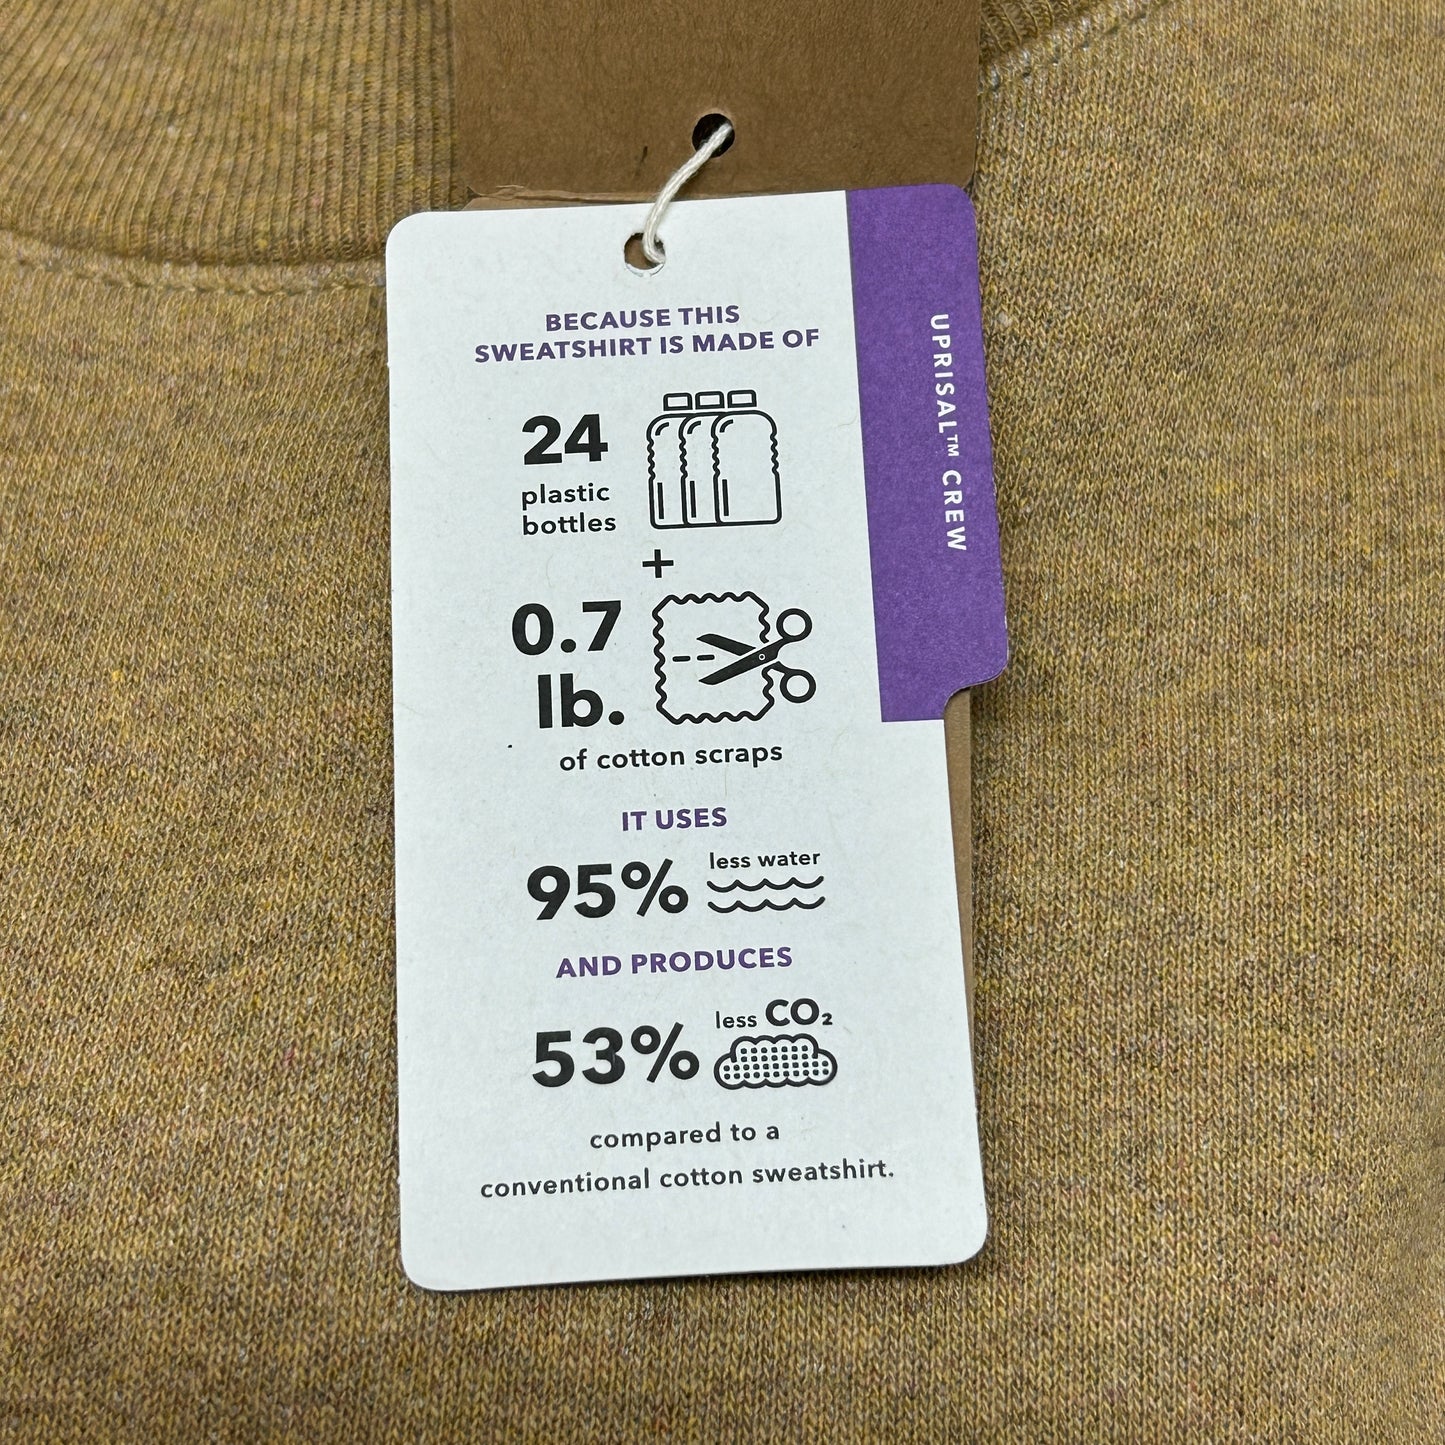 BECAUSE THIS
SWEATSHIRT IS MADE OF
24
plastic
bottles
+
0.7
lb.
of cotton scraps
IT USES
95%
less water
AND PRODUCES
53%
less CO₂
compared to a
conventional cotton sweatshirt.
UPRISAL™ CREW